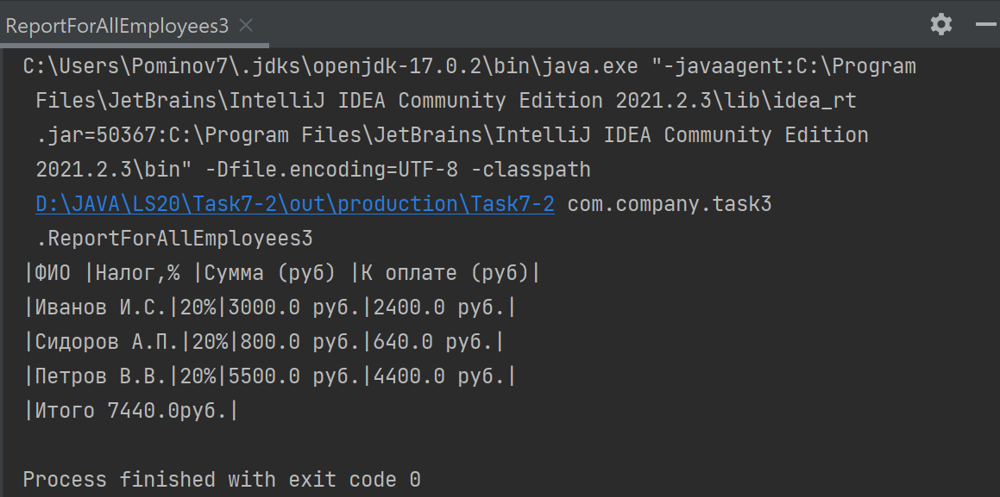 ReportForAllEmployees3
C:\Users\Pominov7\.jdks\openjdk-17.0.2\bin\java.exe "-javaagent:C:\Program
Files\JetBrains\IntelliJ IDEA Community Edition 2021.2.3\lib\idea_rt
.jar=50367:C:\Program Files\JetBrains\IntelliJ IDEA Community Edition
2021.2.3\bin" -Dfile.encoding=UTF-8 -classpath
D:\JAVA\LS20\Task7-2\out\production\Task7-2 com.company.task3
.ReportForAllEmployees3
|ФИО |Налог,% |Сумма (руб) |К оплате (руб)|
|Иванов И.С.|20%|3000.0 руб.|2400.0 руб.|
|Сидоров А.П.|20%|800.0 руб.|640.0 руб.|
|Петров В.В.|20%|5500.0 руб.|4400.0 руб.|
|Итого 7440.0руб.|
Process finished with exit code 0